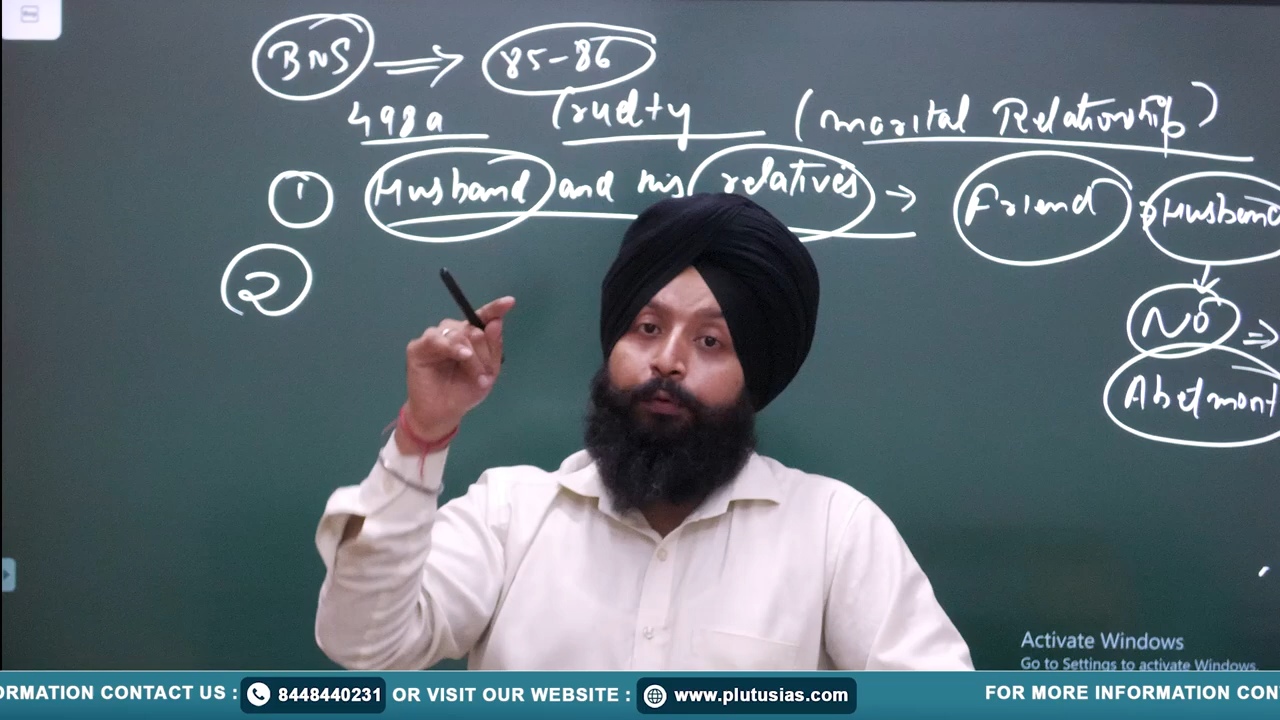 BNS ⇒ 85-86
498a Cruelty (marital Relationship)
① Husband and his relatives → Friend Husband
②
NO ⇒
Abetment
Activate Windows
Go to Settings to activate Windows.
ORMATION CONTACT US : 8448440231 OR VISIT OUR WEBSITE : www.plutusias.com FOR MORE INFORMATION CON